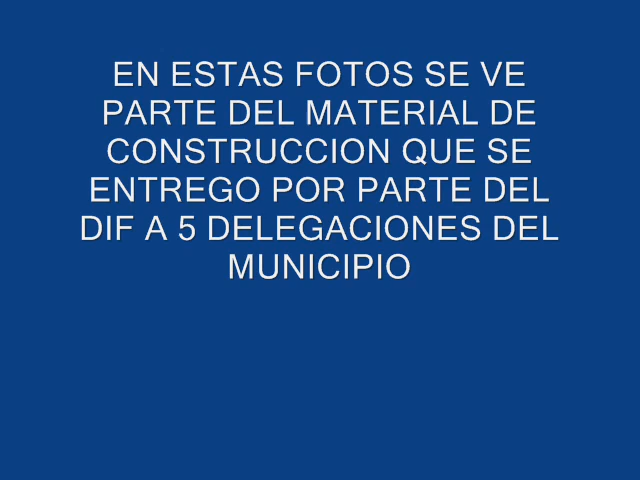 EN ESTAS FOTOS SE VE
PARTE DEL MATERIAL DE
CONSTRUCCION QUE SE
ENTREGO POR PARTE DEL
DIF A 5 DELEGACIONES DEL
MUNICIPIO